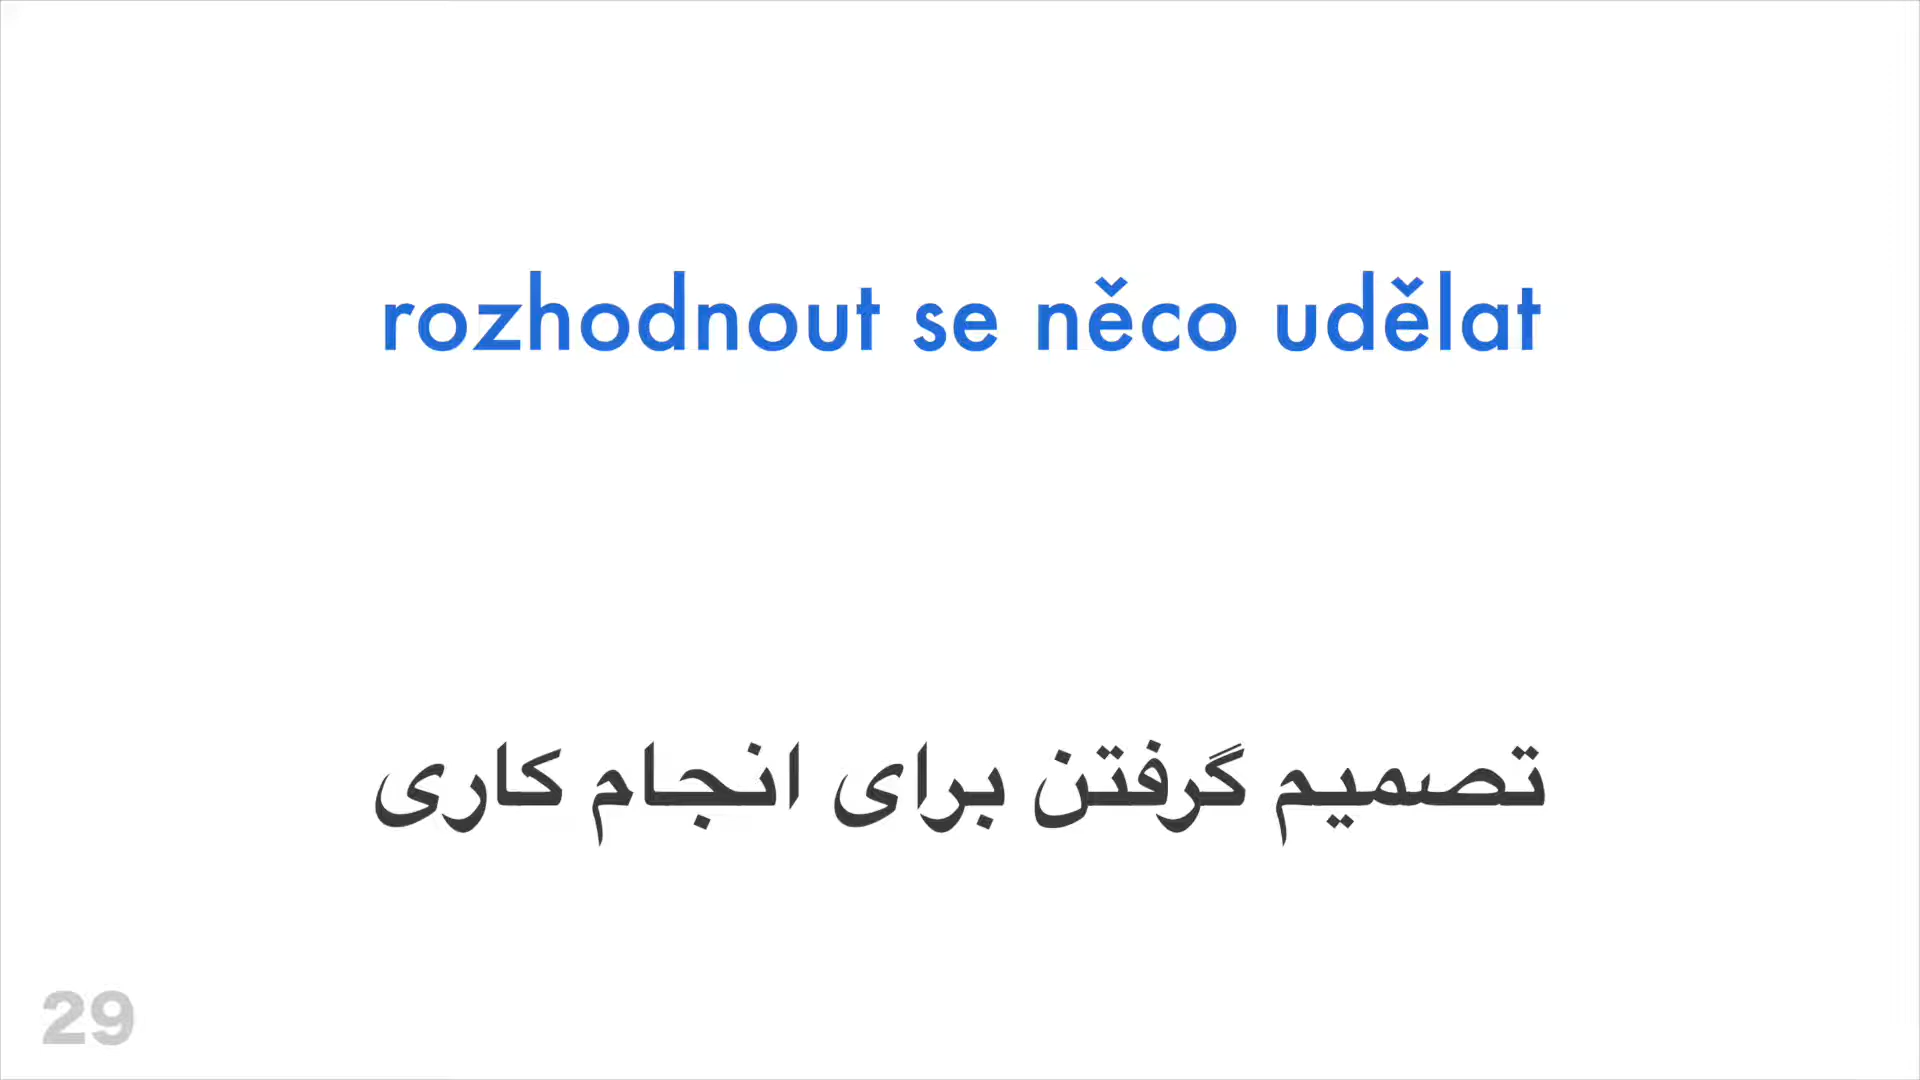 rozhodnout se něco udělat
تصمیم گرفتن برای انجام کاری
29